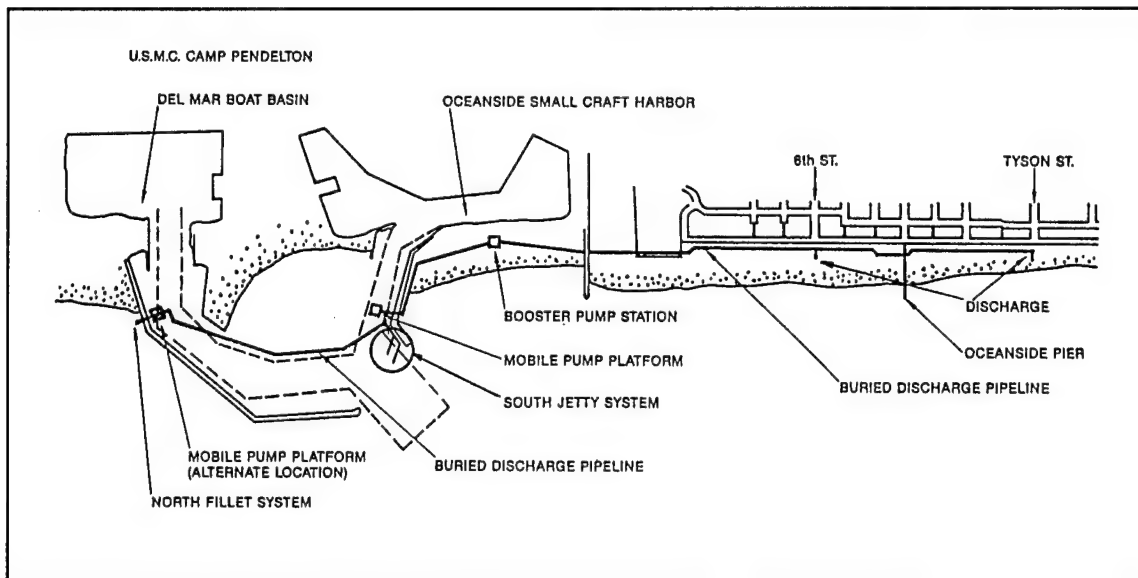 U.S.M.C. CAMP PENDELTON
DEL MAR BOAT BASIN
OCEANSIDE SMALL CRAFT HARBOR
6th ST.
TYSON ST.
BOOSTER PUMP STATION
DISCHARGE
MOBILE PUMP PLATFORM
OCEANSIDE PIER
BURIED DISCHARGE PIPELINE
SOUTH JETTY SYSTEM
MOBILE PUMP PLATFORM
(ALTERNATE LOCATION)
BURIED DISCHARGE PIPELINE
NORTH FILLET SYSTEM